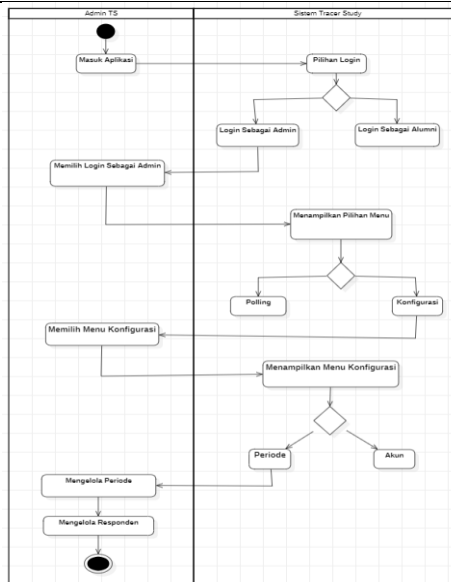 Admin TS
Sistem Tracer Study
Masuk Aplikasi
Pilihan Login
Login Sebagai Admin
Login Sebagai Alumni
Memilih Login Sebagai Admin
Menampilkan Pilihan Menu
Polling
Konfigurasi
Memilih Menu Konfigurasi
Menampilkan Menu Konfigurasi
Periode
Akun
Mengelola Periode
Mengelola Responden